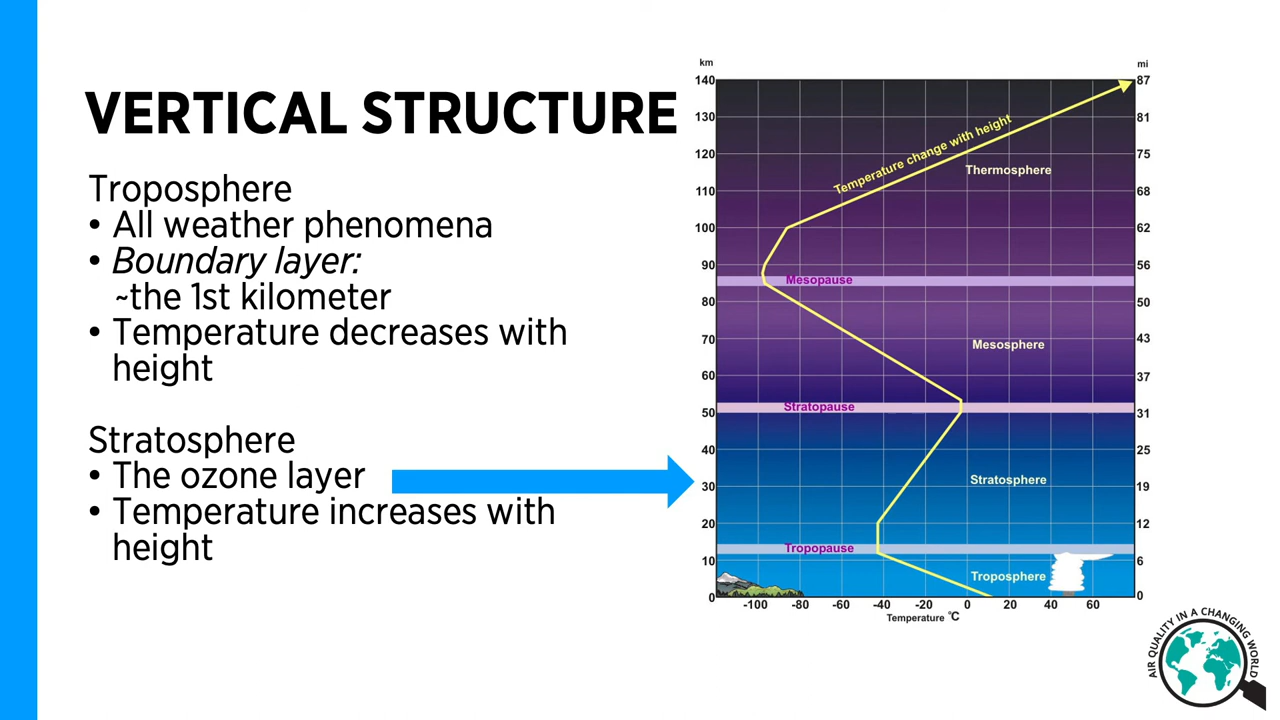 VERTICAL STRUCTURE
Troposphere
• All weather phenomena
• Boundary layer:
~the 1st kilometer
• Temperature decreases with
height
Stratosphere
• The ozone layer
• Temperature increases with
height
km
mi
140
87
130
81
120
75
110
68
100
62
90
56
80
50
70
43
60
37
50
31
40
25
30
19
20
12
10
6
0
0
Temperature change with height
Thermosphere
Mesopause
Mesosphere
Stratopause
Stratosphere
Tropopause
Troposphere
-100 -80 -60 -40 -20 0 20 40 60
Temperature °C
AIR QUALITY IN A CHANGING WORLD